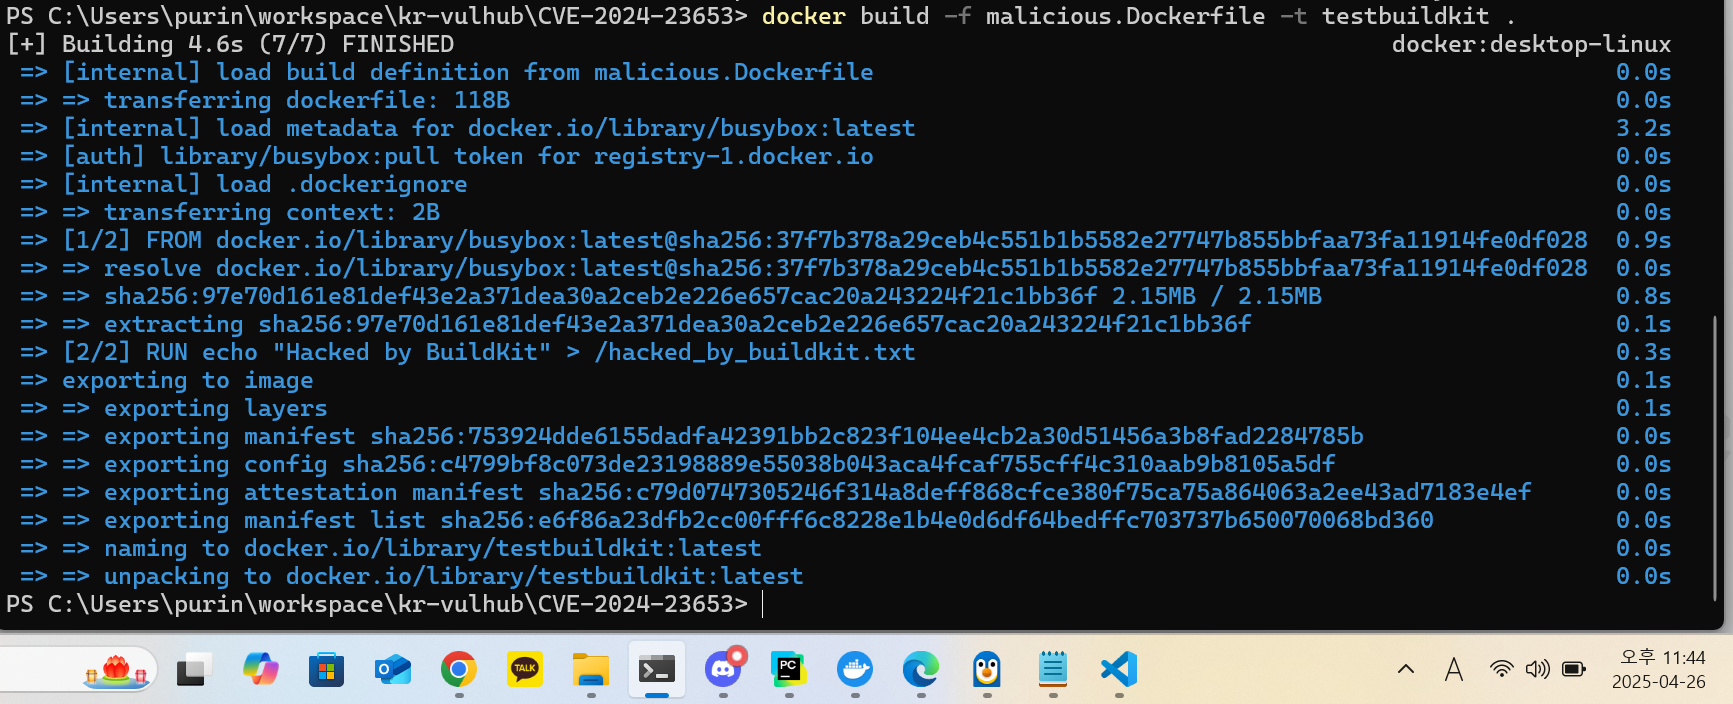 PS C:\Users\purin\workspace\kr-vulhub\CVE-2024-23653> docker build -f malicious.Dockerfile -t testbuildkit .
[+] Building 4.6s (7/7) FINISHED docker:desktop-linux
=> [internal] load build definition from malicious.Dockerfile 0.0s
=> => transferring dockerfile: 118B 0.0s
=> [internal] load metadata for docker.io/library/busybox:latest 3.2s
=> [auth] library/busybox:pull token for registry-1.docker.io 0.0s
=> [internal] load .dockerignore 0.0s
=> => transferring context: 2B 0.0s
=> [1/2] FROM docker.io/library/busybox:latest@sha256:37f7b378a29ceb4c551b1b5582e27747b855bbfaa73fa11914fe0df028 0.9s
=> => resolve docker.io/library/busybox:latest@sha256:37f7b378a29ceb4c551b1b5582e27747b855bbfaa73fa11914fe0df028 0.0s
=> => sha256:97e70d161e81def43e2a371dea30a2ceb2e226e657cac20a243224f21c1bb36f 2.15MB / 2.15MB 0.8s
=> => extracting sha256:97e70d161e81def43e2a371dea30a2ceb2e226e657cac20a243224f21c1bb36f 0.1s
=> [2/2] RUN echo "Hacked by BuildKit" > /hacked_by_buildkit.txt 0.3s
=> exporting to image 0.1s
=> => exporting layers 0.1s
=> => exporting manifest sha256:753924dde6155dadfa42391bb2c823f104ee4cb2a30d51456a3b8fad2284785b 0.0s
=> => exporting config sha256:c4799bf8c073de23198889e55038b043aca4fcaf755cff4c310aab9b8105a5df 0.0s
=> => exporting attestation manifest sha256:c79d0747305246f314a8deff868cfce380f75ca75a864063a2ee43ad7183e4ef 0.0s
=> => exporting manifest list sha256:e6f86a23dfb2cc00fff6c8228e1b4e0d6df64bedffc703737b650070068bd360 0.0s
=> => naming to docker.io/library/testbuildkit:latest 0.0s
=> => unpacking to docker.io/library/testbuildkit:latest 0.0s
PS C:\Users\purin\workspace\kr-vulhub\CVE-2024-23653>
TALK
PC
A
오후 11:44
2025-04-26